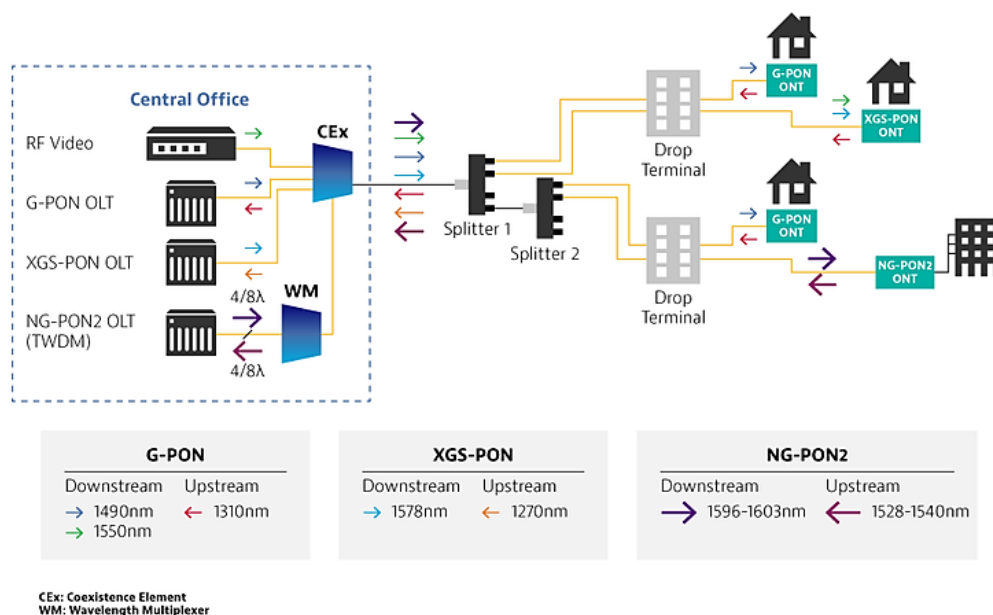 Central Office
RF Video
CEx
G-PON OLT
XGS-PON OLT
4/8λ
WM
NG-PON2 OLT
(TWDM)
4/8λ
Splitter 1
Splitter 2
Drop
Terminal
G-PON
ONT
XGS-PON
ONT
Drop
Terminal
G-PON
ONT
NG-PON2
ONT
G-PON
Downstream Upstream
→ 1490nm ← 1310nm
→ 1550nm
XGS-PON
Downstream Upstream
→ 1578nm ← 1270nm
NG-PON2
Downstream Upstream
→ 1596-1603nm ← 1528-1540nm
CEx: Coexistence Element
WM: Wavelength Multiplexer